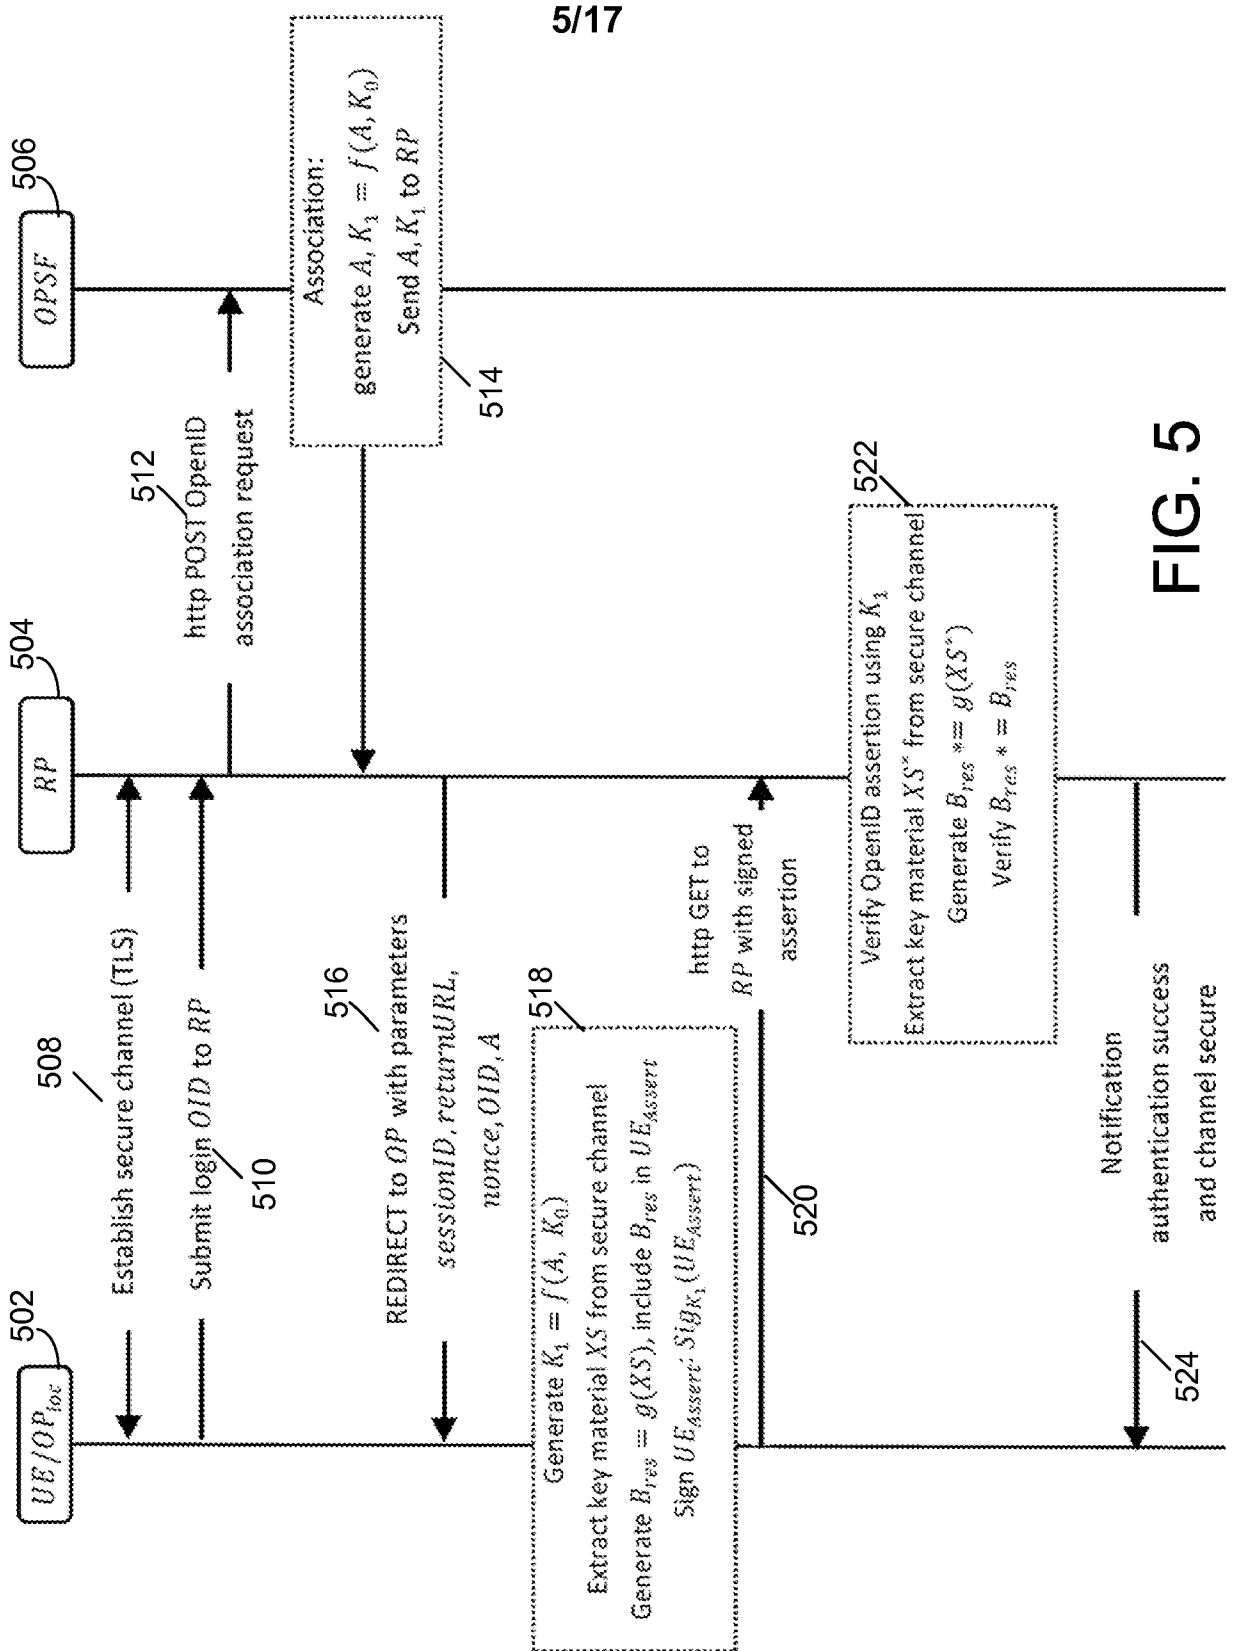 5/17
502
UE/OP_loc
504
RP
506
OPSF
508
Establish secure channel (TLS)
Submit login OID to RP
510
512
http POST OpenID
association request
Association:
generate A, K_1 = f(A, K_0)
Send A, K_1 to RP
514
516
REDIRECT to OP with parameters
sessionID, returnURL,
nonce, OID, A
518
Generate K_1 = f(A, K_0)
Extract key material XS from secure channel
Generate B_res = g(XS), include B_res in UE_Assert
Sign UE_Assert: Sig_K_1(UE_Assert)
http GET to
RP with signed
assertion
520
522
Verify OpenID assertion using K_1
Extract key material XS* from secure channel
Generate B_res* = g(XS*)
Verify B_res* = B_res
Notification
authentication success
and channel secure
524
FIG. 5